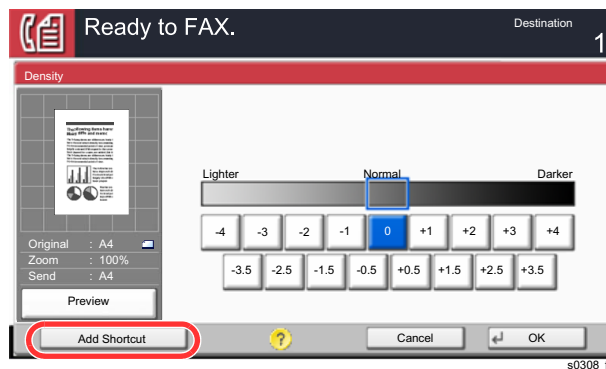 Ready to FAX.
Destination
1
Density
Lighter Normal Darker
-4 -3 -2 -1 0 +1 +2 +3 +4
-3.5 -2.5 -1.5 -0.5 +0.5 +1.5 +2.5 +3.5
Original : A4
Zoom : 100%
Send : A4
Preview
Add Shortcut
?
Cancel
OK
s0308